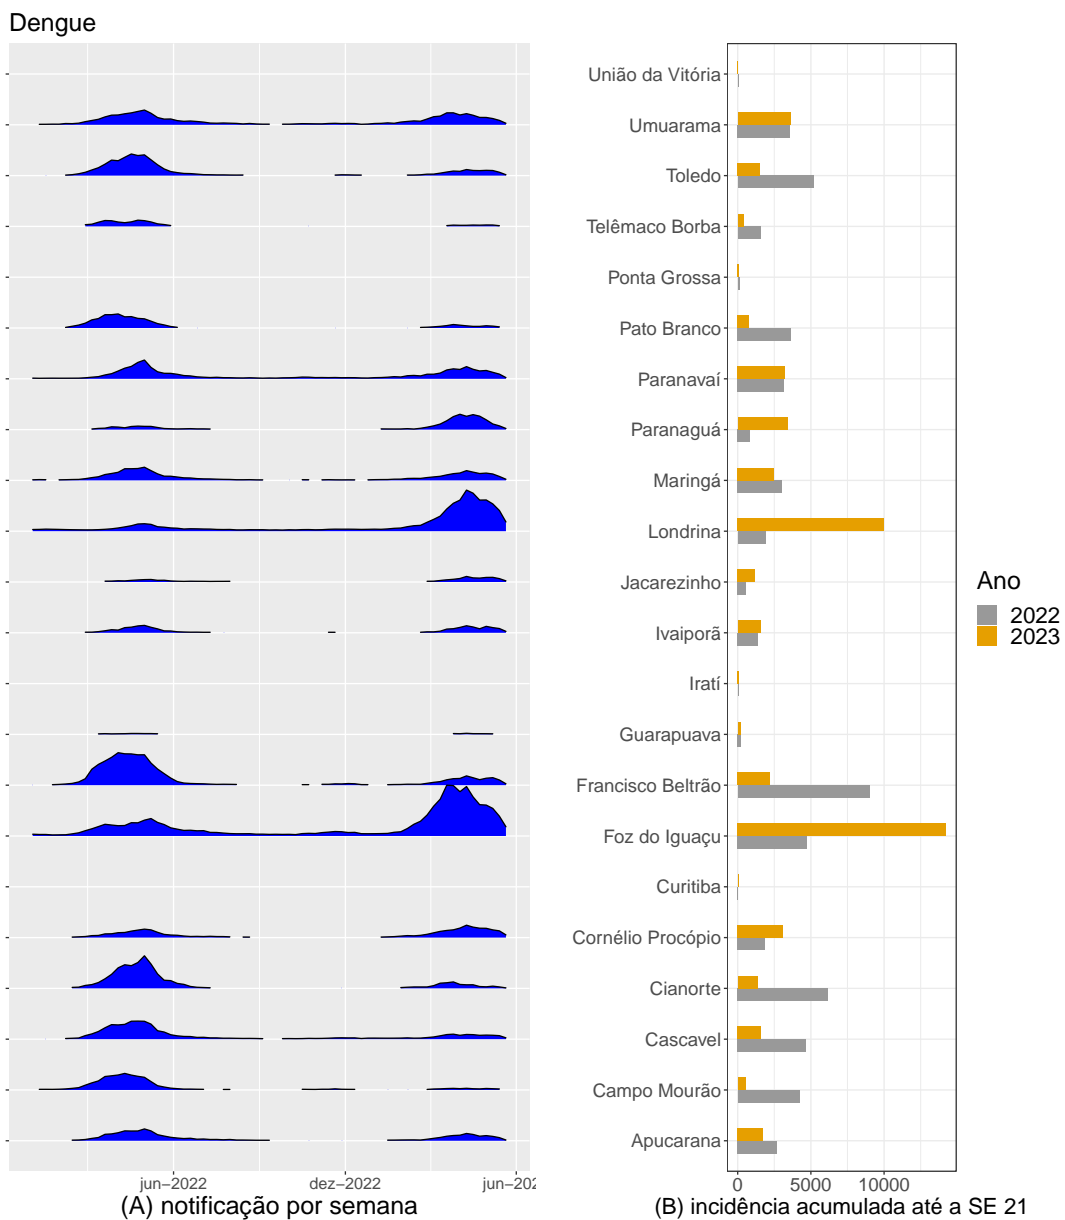 Dengue
União da Vitória
Umuarama
Toledo
Telêmaco Borba
Ponta Grossa
Pato Branco
Paranavaí
Paranaguá
Maringá
Londrina
Jacarezinho
Ivaiporã
Iratí
Guarapuava
Francisco Beltrão
Foz do Iguaçu
Curitiba
Cornélio Procópio
Cianorte
Cascavel
Campo Mourão
Apucarana
Ano
2022
2023
jun−2022 dez−2022 jun−202
0 5000 10000
(A) notificação por semana
(B) incidência acumulada até a SE 21